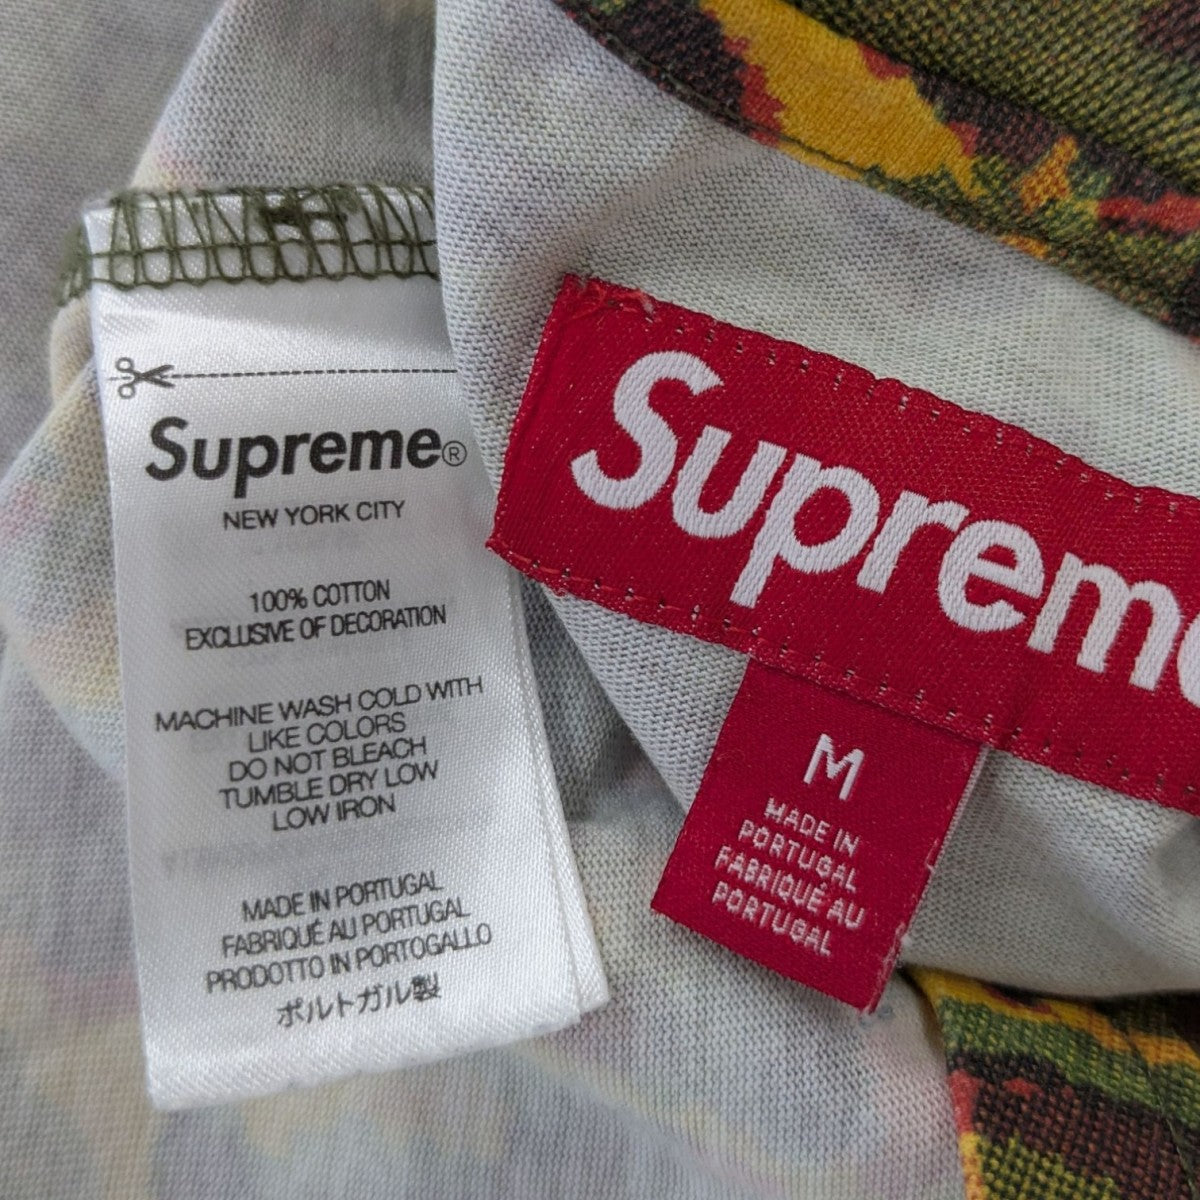 Supreme®
NEW YORK CITY
100% COTTON
EXCLUSIVE OF DECORATION
MACHINE WASH COLD WITH
LIKE COLORS
DO NOT BLEACH
TUMBLE DRY LOW
LOW IRON
MADE IN PORTUGAL
FABRIQUÉ AU PORTUGAL
PRODOTTO IN PORTOGALLO
ポルトガル製
Supreme
M
MADE IN
PORTUGAL
FABRIQUÉ AU
PORTUGAL